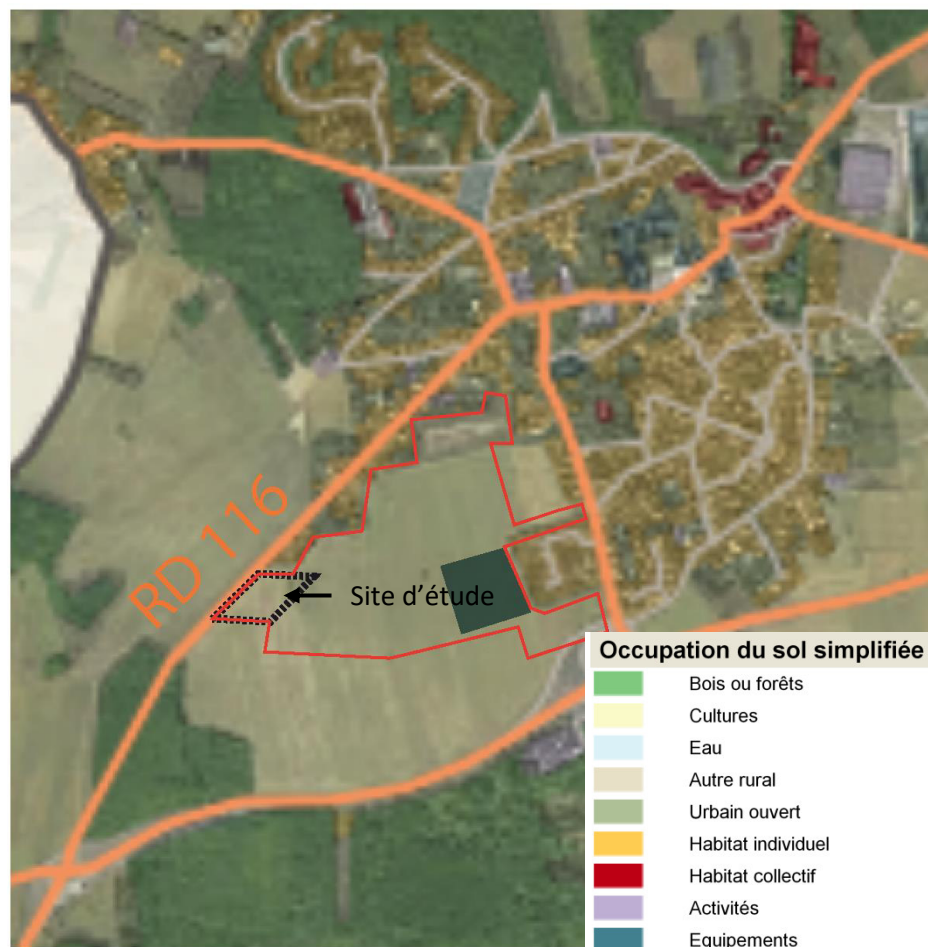 RD 116
Site d'étude
Occupation du sol simplifiée
Bois ou forêts
Cultures
Eau
Autre rural
Urbain ouvert
Habitat individuel
Habitat collectif
Activités
Equipements